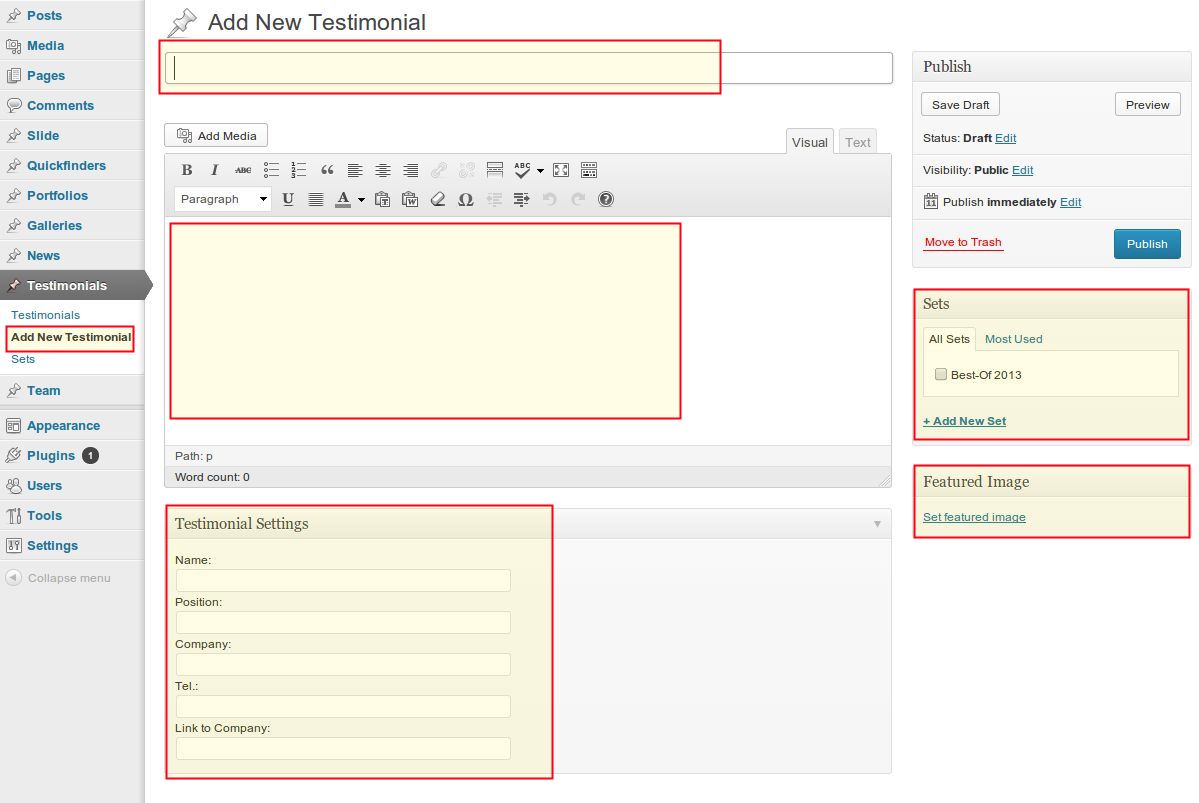 Posts
Media
Pages
Comments
Slide
Quickfinders
Portfolios
Galleries
News
Testimonials
Testimonials
Add New Testimonial
Sets
Team
Appearance
Plugins 1
Users
Tools
Settings
Collapse menu
Add New Testimonial
Add Media
Visual Text
B I ABC ABC
Paragraph U A T W Ω ?
Path: p
Word count: 0
Testimonial Settings
Name:
Position:
Company:
Tel.:
Link to Company:
Publish
Save Draft Preview
Status: Draft Edit
Visibility: Public Edit
11 Publish immediately Edit
Move to Trash Publish
Sets
All Sets Most Used
Best-Of 2013
+ Add New Set
Featured Image
Set featured image